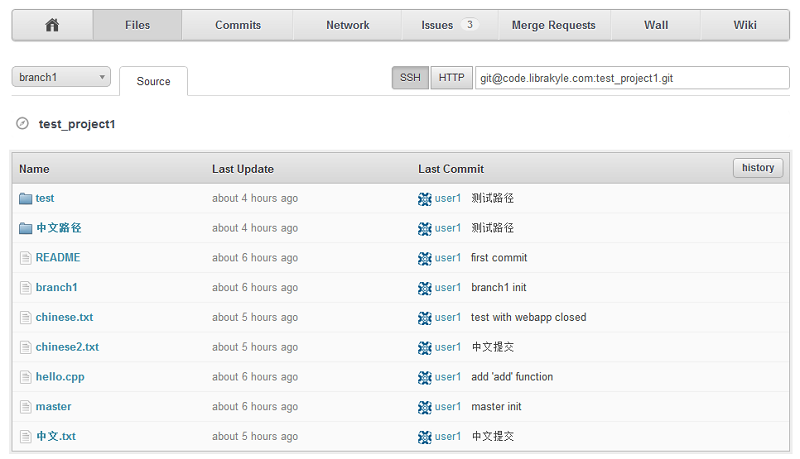 Files Commits Network Issues 3 Merge Requests Wall Wiki
branch1 Source SSH HTTP git@code.librakyle.com:test_project1.git
test_project1
Name Last Update Last Commit history
test about 4 hours ago user1 测试路径
中文路径 about 4 hours ago user1 测试路径
README about 6 hours ago user1 first commit
branch1 about 6 hours ago user1 branch1 init
chinese.txt about 5 hours ago user1 test with webapp closed
chinese2.txt about 5 hours ago user1 中文提交
hello.cpp about 6 hours ago user1 add 'add' function
master about 6 hours ago user1 master init
中文.txt about 5 hours ago user1 中文提交